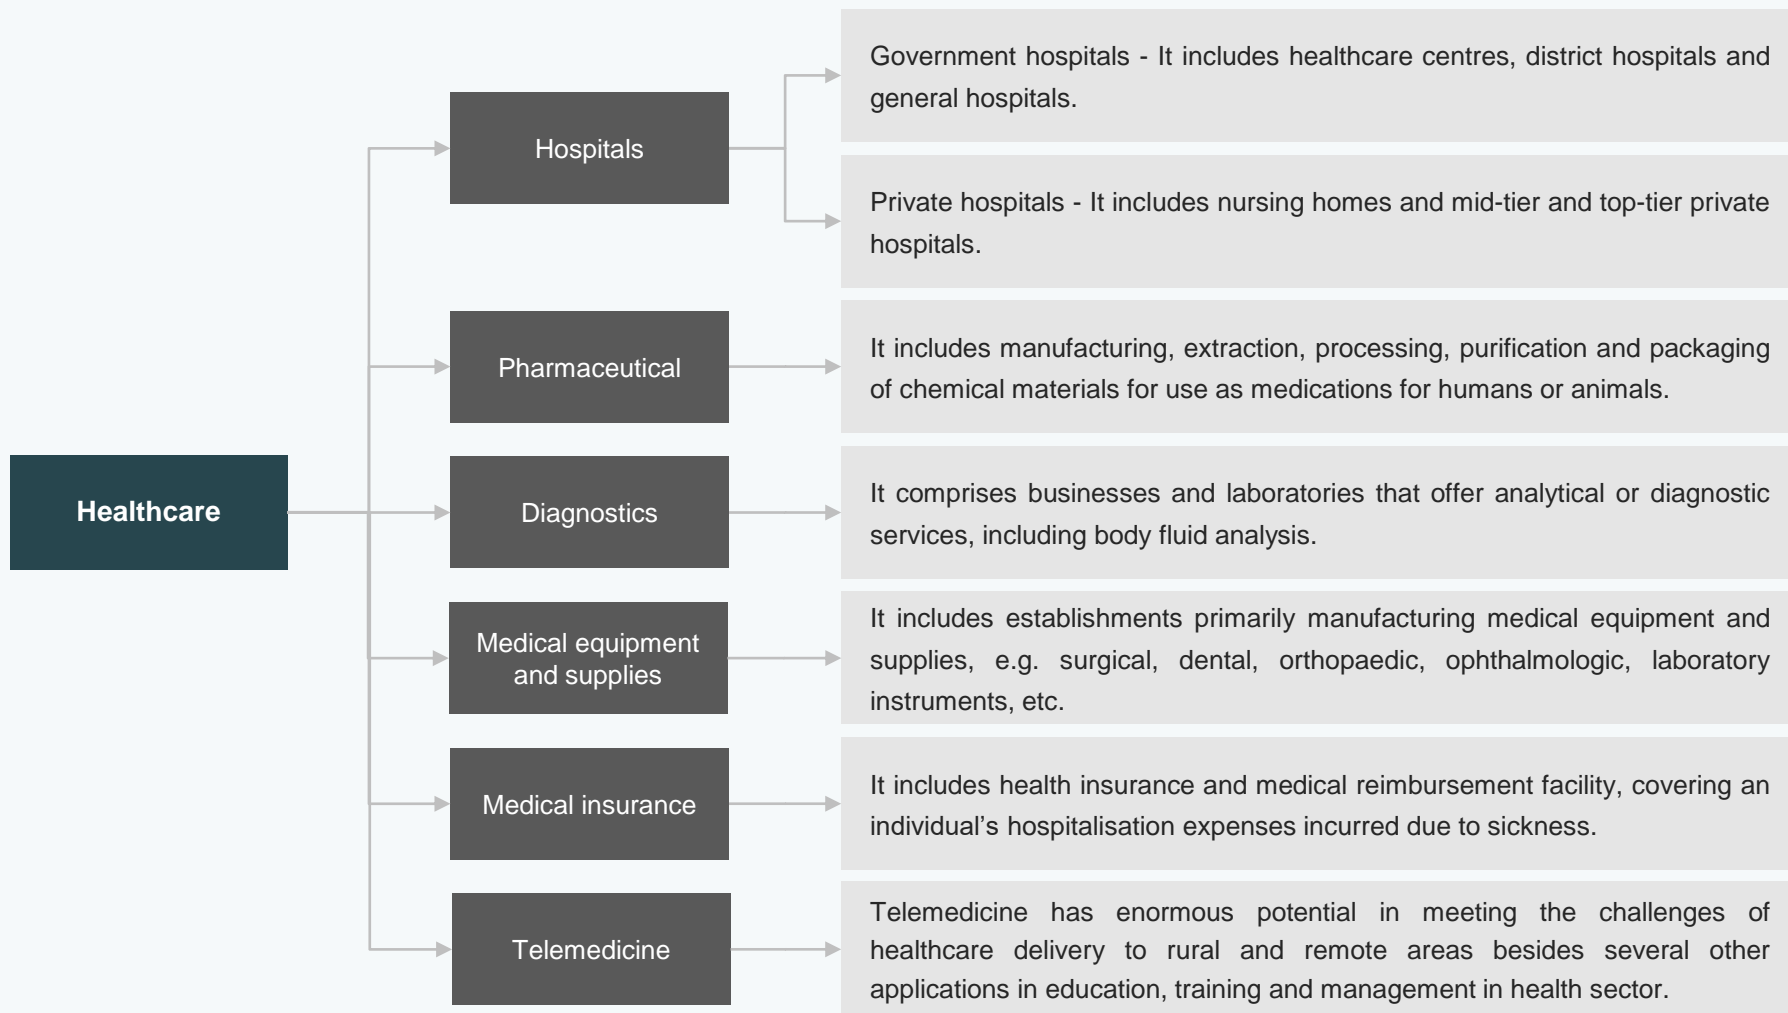 Healthcare
Hospitals
Government hospitals - It includes healthcare centres, district hospitals and
general hospitals.
Private hospitals - It includes nursing homes and mid-tier and top-tier private
hospitals.
Pharmaceutical
It includes manufacturing, extraction, processing, purification and packaging
of chemical materials for use as medications for humans or animals.
Diagnostics
It comprises businesses and laboratories that offer analytical or diagnostic
services, including body fluid analysis.
Medical equipment
and supplies
It includes establishments primarily manufacturing medical equipment and
supplies, e.g. surgical, dental, orthopaedic, ophthalmologic, laboratory
instruments, etc.
Medical insurance
It includes health insurance and medical reimbursement facility, covering an
individual’s hospitalisation expenses incurred due to sickness.
Telemedicine
Telemedicine has enormous potential in meeting the challenges of
healthcare delivery to rural and remote areas besides several other
applications in education, training and management in health sector.